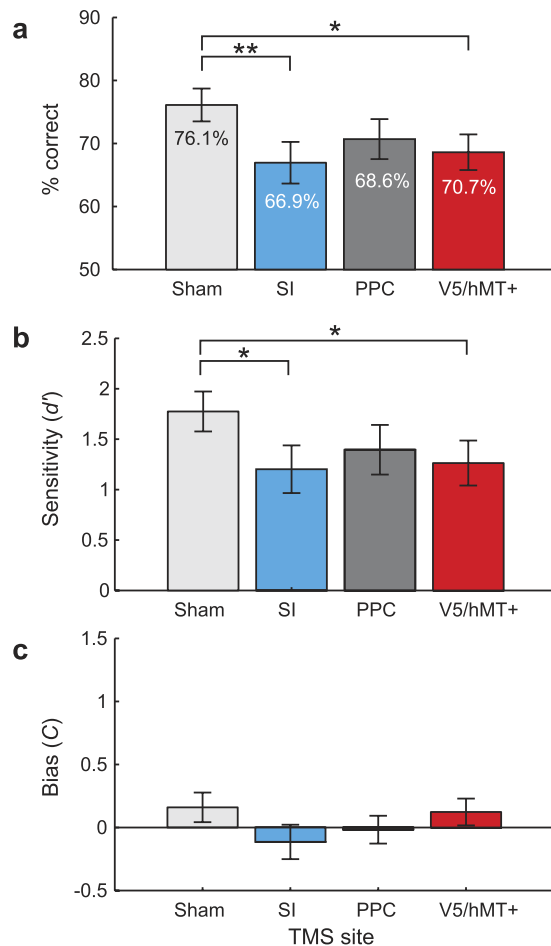 a
90
80
70
60
50
% correct
*
**
76.1%
66.9%
68.6%
70.7%
Sham SI PPC V5/hMT+
b
2.5
2
1.5
1
0.5
0
Sensitivity (d')
*
*
Sham SI PPC V5/hMT+
c
1.5
1
0.5
0
-0.5
Bias (C)
Sham SI PPC V5/hMT+
TMS site